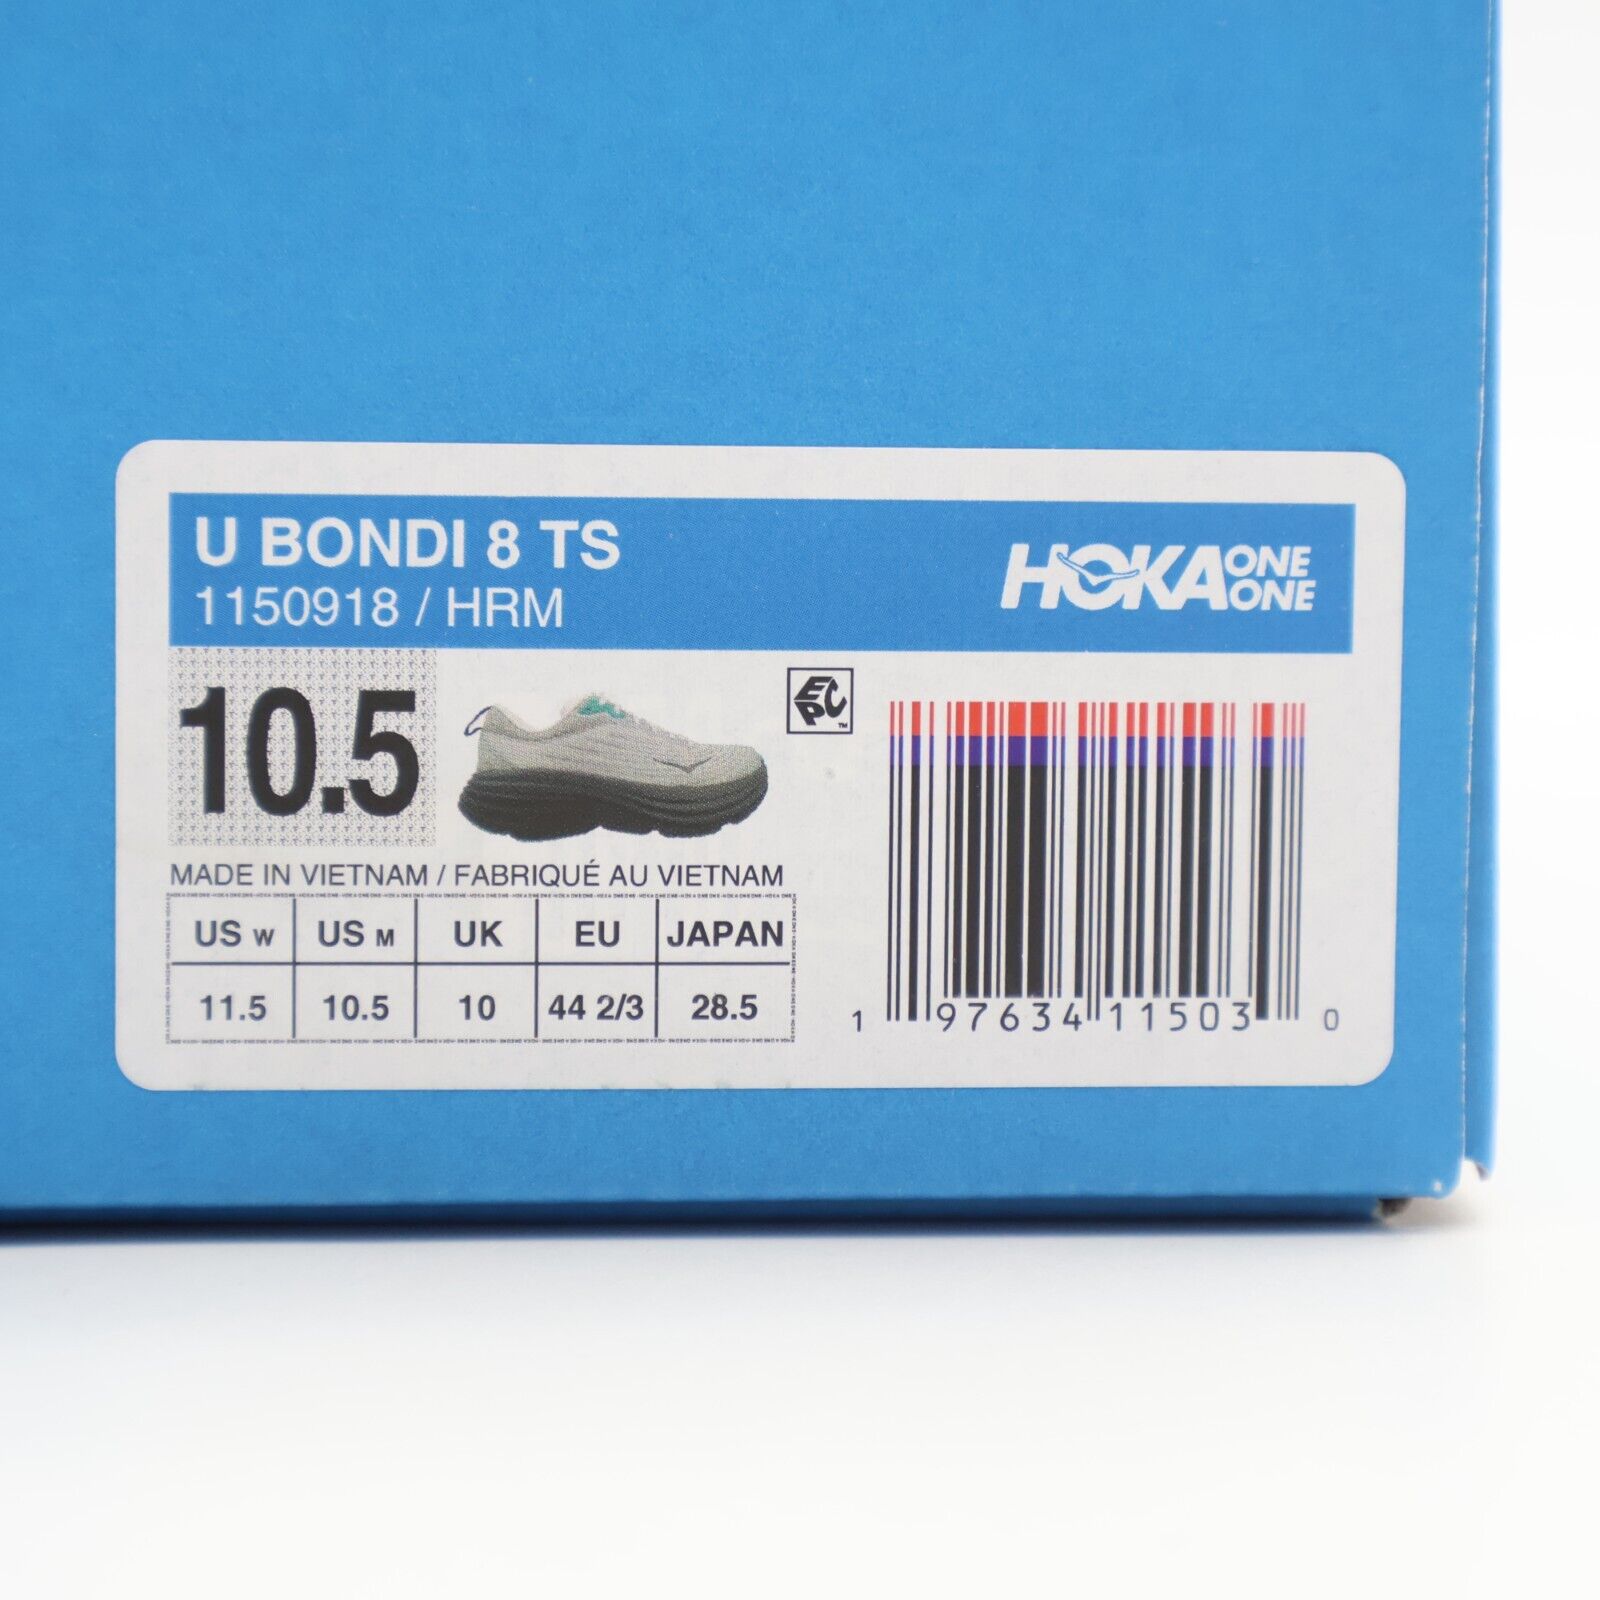 U BONDI 8 TS
1150918 / HRM
HOKA ONE ONE
10.5
EPC™
MADE IN VIETNAM / FABRIQUÉ AU VIETNAM
US W US M UK EU JAPAN
11.5 10.5 10 44 2/3 28.5
1 97634 11503 0